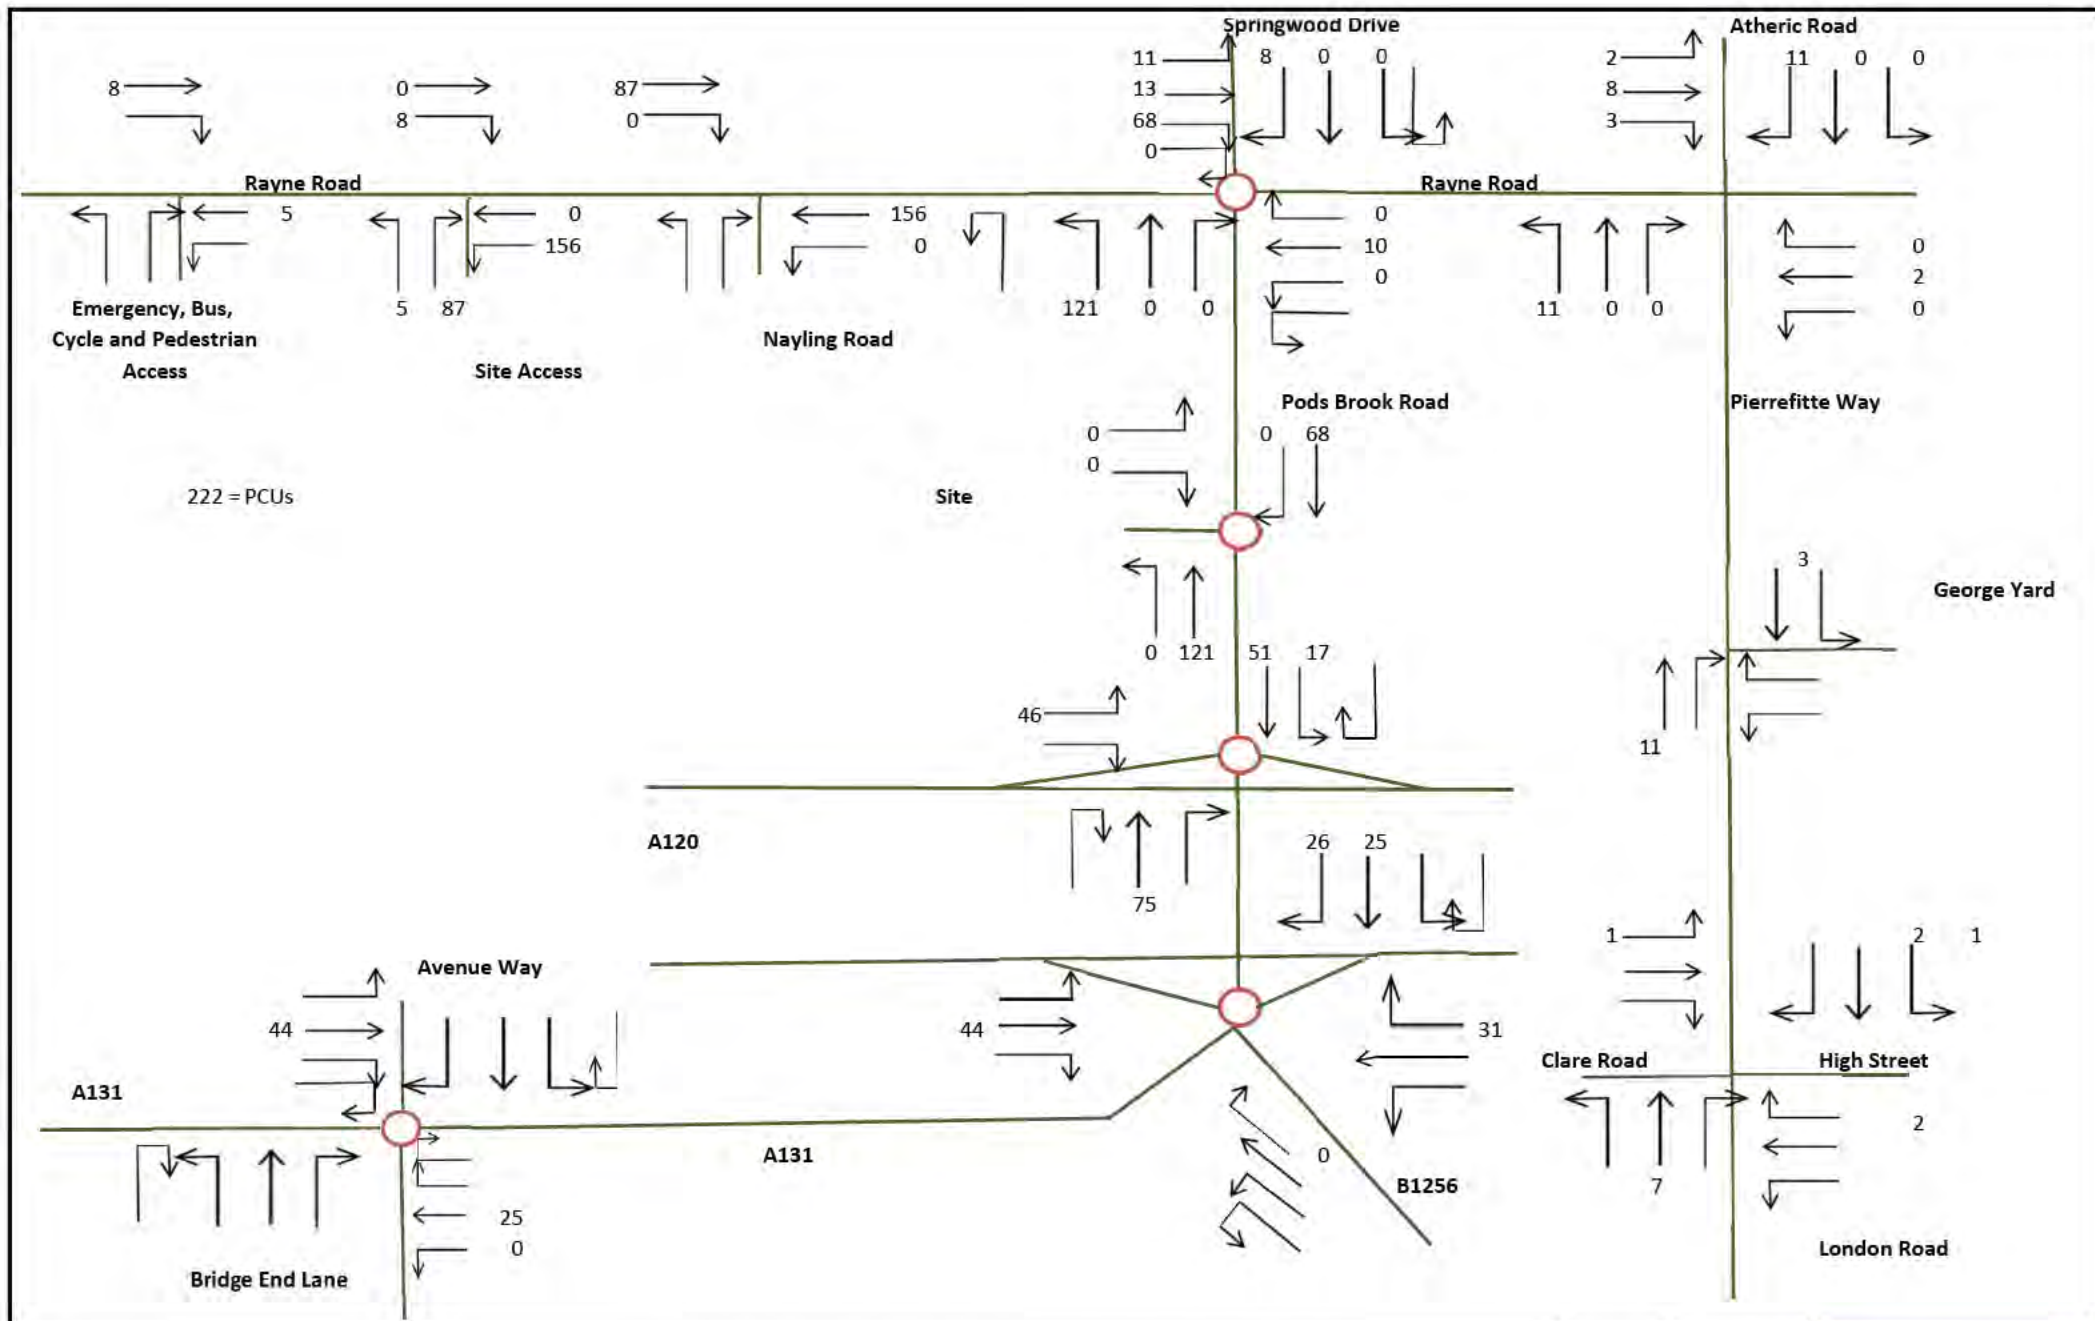 Springwood Drive
Atheric Road
11 8 0 0
2 11 0 0
8 0 87
13
8
8 0
68
3
0
Rayne Road
Rayne Road
5 0 156
0
156 0
10
0
0
2
5 87
121 0 0
11 0 0
0
Emergency, Bus,
Cycle and Pedestrian
Access
Site Access
Nayling Road
Pods Brook Road
Pierrefitte Way
0
0 68
0
222 = PCUs
Site
3
George Yard
0 121 51 17
46
11
A120
26 25
75
1
2 1
Avenue Way
44
44
31
Clare Road
High Street
A131
2
A131
0
B1256
7
25
0
London Road
Bridge End Lane